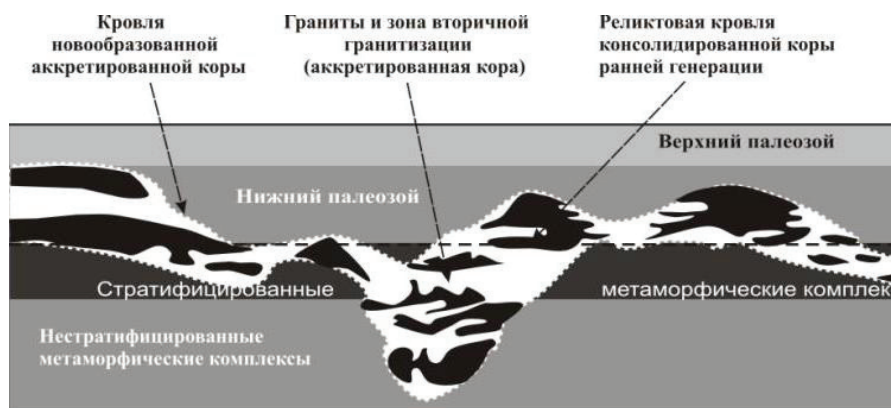 Кровля
новообразованной
аккретированной коры
Граниты и зона вторичной
гранитизации
(аккретированная кора)
Реликтовая кровля
консолидированной коры
ранней генерации
Верхний палеозой
Нижний палеозой
Стратифицированные
метаморфические комплек
Нестратифицированные
метаморфические комплексы